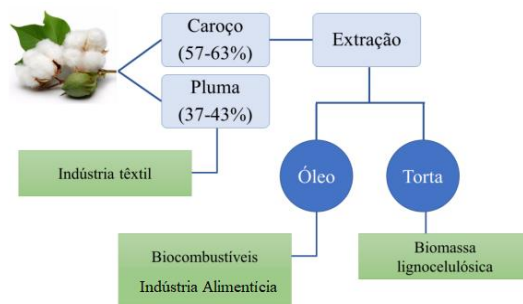 Caroço
(57-63%)
Extração
Pluma
(37-43%)
Indústria têxtil
Óleo
Torta
Biocombustíveis
Indústria Alimentícia
Biomassa
lignocelulósica